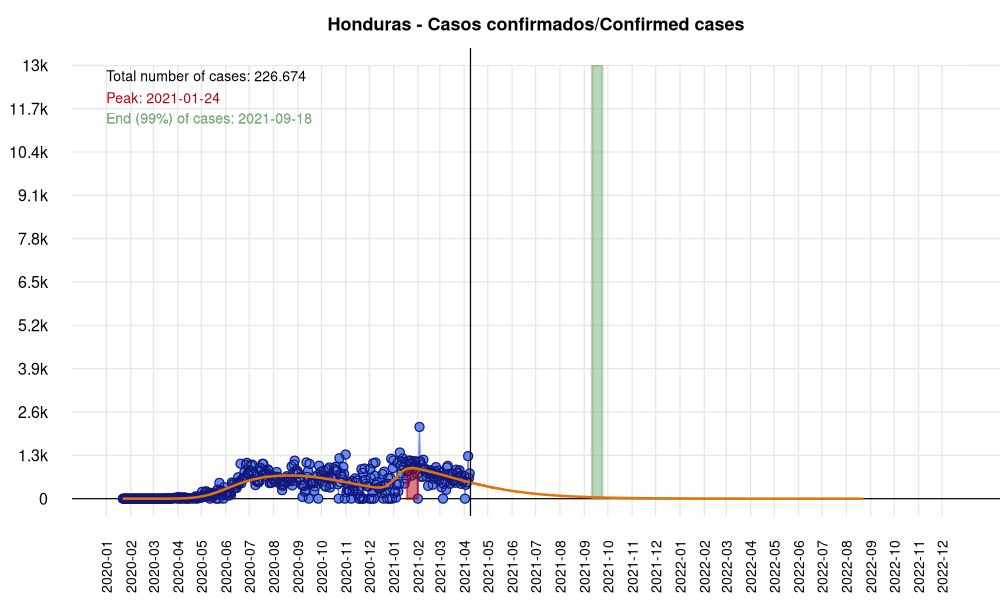 Honduras - Casos confirmados/Confirmed cases
Total number of cases: 226.674
Peak: 2021-01-24
End (99%) of cases: 2021-09-18
13k
11.7k
10.4k
9.1k
7.8k
6.5k
5.2k
3.9k
2.6k
1.3k
0
2020-01
2020-02
2020-03
2020-04
2020-05
2020-06
2020-07
2020-08
2020-09
2020-10
2020-11
2020-12
2021-01
2021-02
2021-03
2021-04
2021-05
2021-06
2021-07
2021-08
2021-09
2021-10
2021-11
2021-12
2022-01
2022-02
2022-03
2022-04
2022-05
2022-06
2022-07
2022-08
2022-09
2022-10
2022-11
2022-12